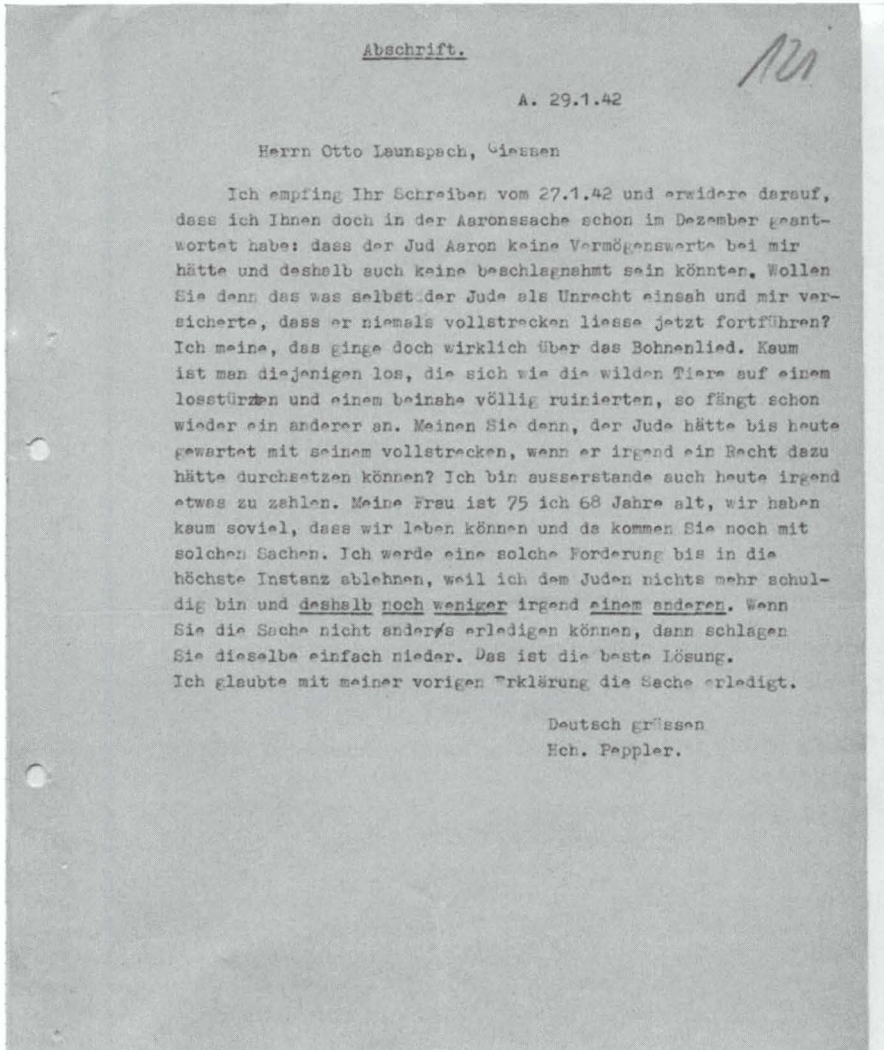 Abschrift.
121
A. 29.1.42
Herrn Otto Launspach, Giessen
Ich empfing Ihr Schreiben vom 27.1.42 und erwidere darauf,
dass ich Ihnen doch in der Aaronssache schon im Dezember geant-
wortet habe: dass der Jud Aaron keine Vermögenswerte bei mir
hätte und deshalb auch keine beschlagnahmt sein könnten. Wollen
Sie denn das was selbst der Jude als Unrecht einsah und mir ver-
sicherte, dass er niemals vollstrecken liesse jetzt fortführen?
Ich meine, das ginge doch wirklich über das Bohnenlied. Kaum
ist man diejenigen los, die sich wie die wilden Tiere auf einem
losstürzten und einem beinahe völlig ruinierten, so fängt schon
wieder ein anderer an. Meinen Sie denn, der Jude hätte bis heute
gewartet mit seinem vollstrecken, wenn er irgend ein Recht dazu
hätte durchsetzen können? Ich bin ausserstande auch heute irgend
etwas zu zahlen. Meine Frau ist 75 ich 68 Jahre alt, wir haben
kaum soviel, dass wir leben können und da kommen Sie noch mit
solchen Sachen. Ich werde eine solche Forderung bis in die
höchste Instanz ablehnen, weil ich dem Juden nichts mehr schul-
dig bin und deshalb noch weniger irgend einem anderen. Wenn
Sie die Sache nicht anders erledigen können, dann schlagen
Sie dieselbe einfach nieder. Das ist die beste Lösung.
Ich glaubte mit meiner vorigen Erklärung die Sache erledigt.
Deutsch grüssen
Hch. Peppler.